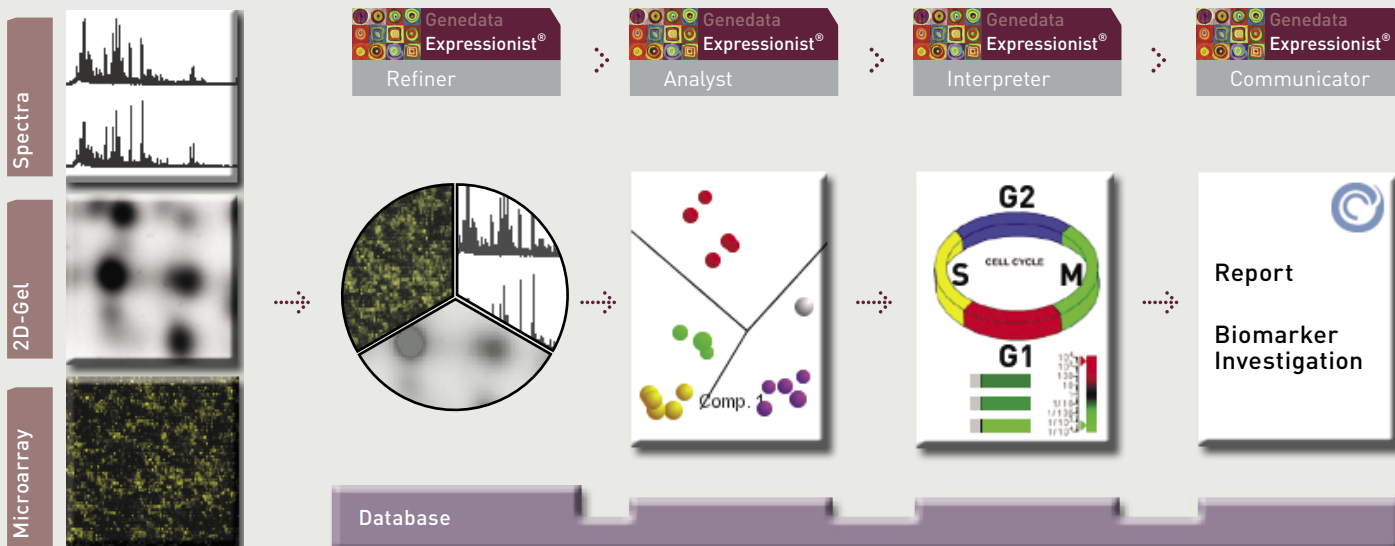 Spectra
2D-Gel
Microarray
Genedata
Expressionist®
Refiner
Genedata
Expressionist®
Analyst
Genedata
Expressionist®
Interpreter
Genedata
Expressionist®
Communicator
Comp. 1
G2
S
CELL CYCLE
M
G1
Report
Biomarker
Investigation
Database